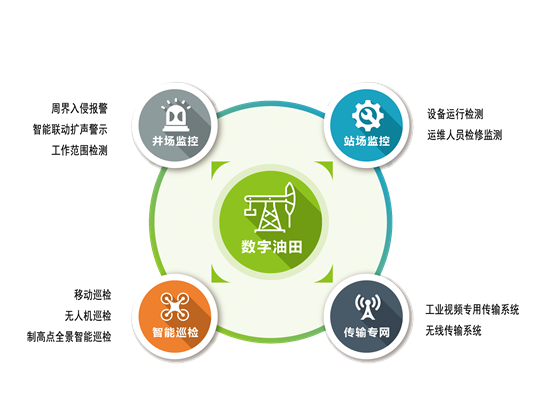 周界入侵报警
智能联动扩声警示
工作范围检测
井场监控
站场监控
设备运行检测
运维人员检修监测
数字油田
移动巡检
无人机巡检
制高点全景智能巡检
智能巡检
传输专网
工业视频专用传输系统
无线传输系统